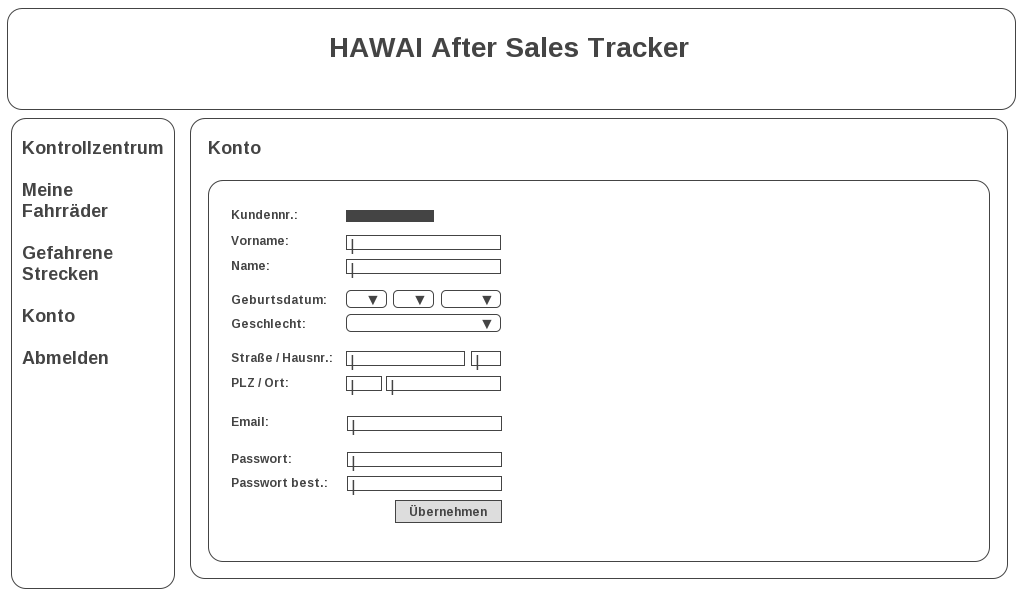 HAWAI After Sales Tracker
Kontrollzentrum
Meine
Fahrräder
Gefahrene
Strecken
Konto
Abmelden
Konto
Kundennr.:
Vorname:
Name:
Geburtsdatum:
Geschlecht:
Straße / Hausnr.:
PLZ / Ort:
Email:
Passwort:
Passwort best.:
Übernehmen